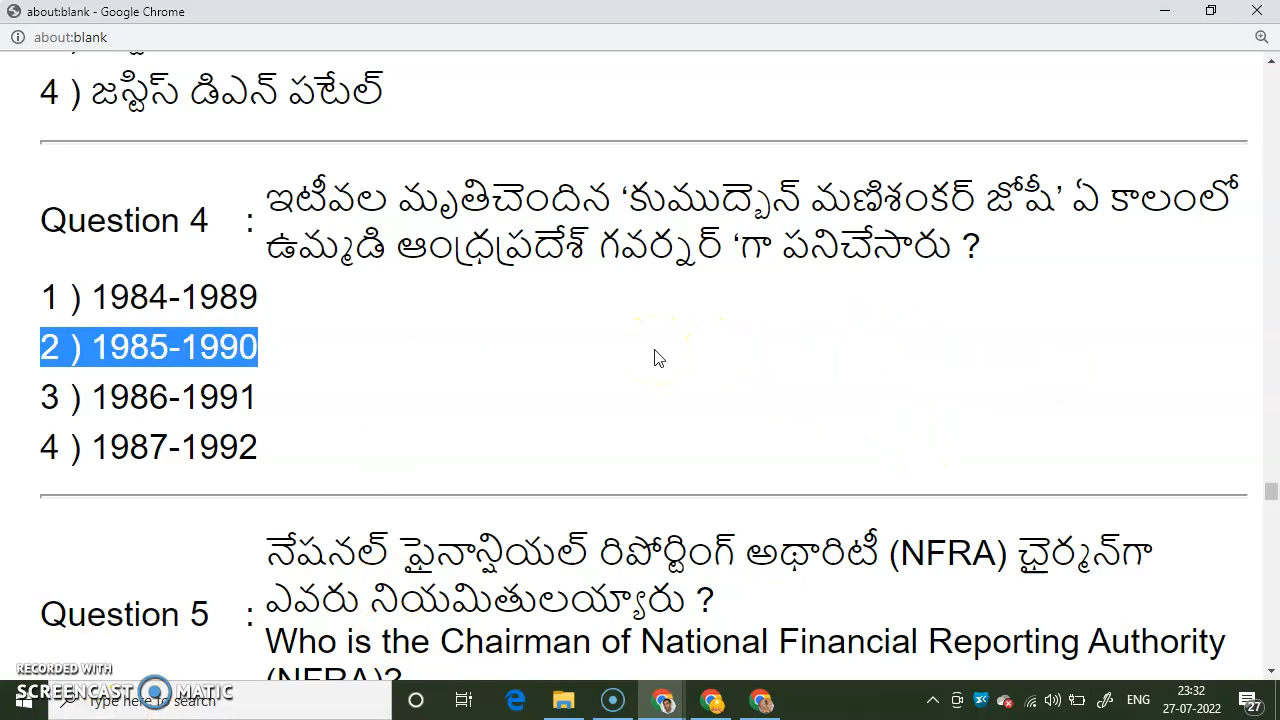 about:blank - Google Chrome
about:blank
4 ) జస్టిస్ డిఎన్ పటేల్
ఇటీవల మృతిచెందిన ‘కుముద్బెన్ మణిశంకర్ జోషీ’ ఏ కాలంలో
Question 4 :
ఉమ్మడి ఆంధ్రప్రదేశ్ గవర్నర్ ‘గా పనిచేసారు ?
1 ) 1984-1989
2 ) 1985-1990
3 ) 1986-1991
4 ) 1987-1992
నేషనల్ ఫైనాన్షియల్ రిపోర్టింగ్ అథారిటీ (NFRA) ఛైర్మన్‌గా
ఎవరు నియమితులయ్యారు ?
Question 5 :
Who is the Chairman of National Financial Reporting Authority
(NFRA)?
RECORDED WITH
SCREENCAST MATIC
Type here to search
ENG
23:32
27-07-2022
27